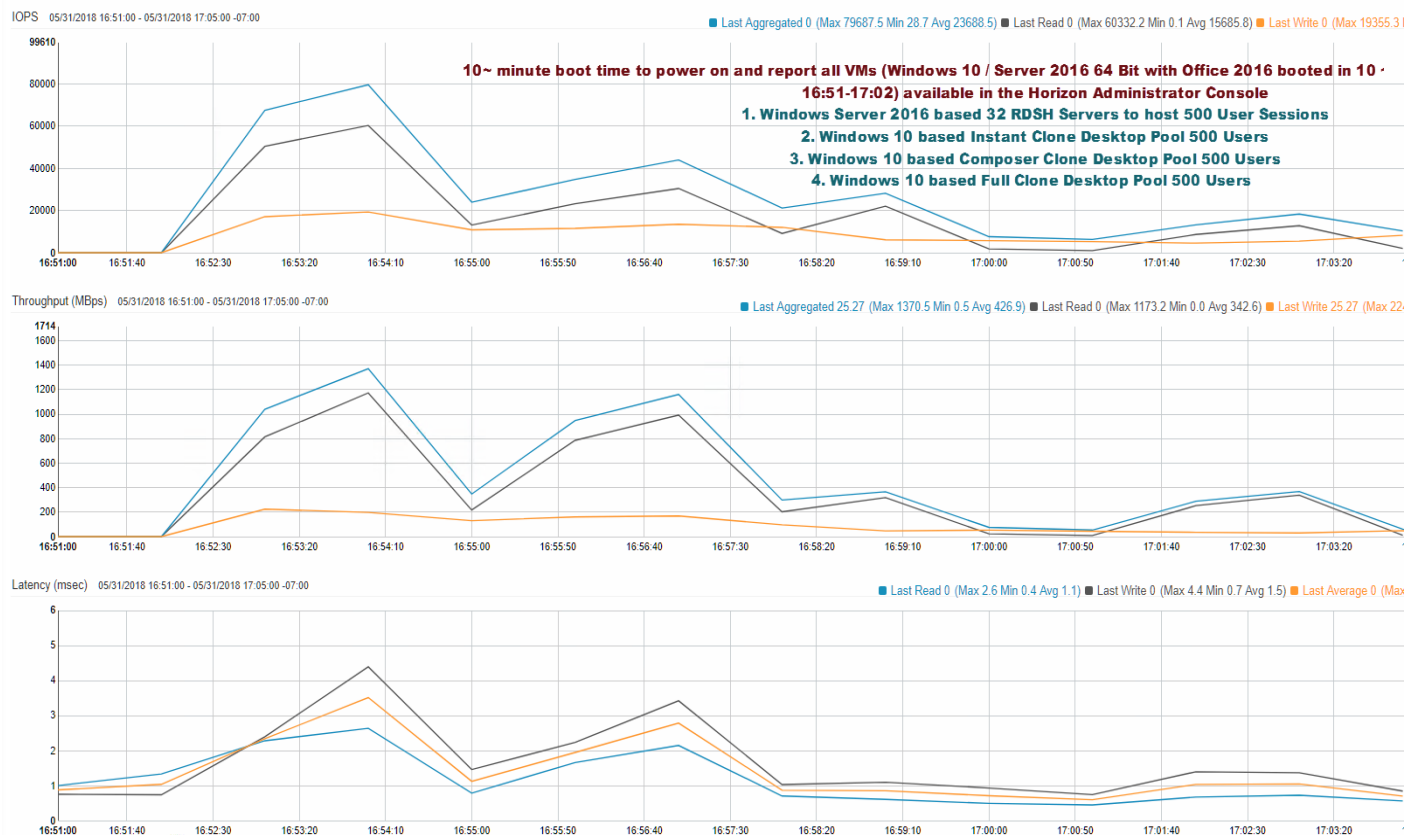 IOPS 05/31/2018 16:51:00 - 05/31/2018 17:05:00 -07:00
Last Aggregated 0 (Max 79687.5 Min 28.7 Avg 23688.5) Last Read 0 (Max 60332.2 Min 0.1 Avg 15685.8) Last Write 0 (Max 19355.3
99610
10~ minute boot time to power on and report all VMs (Windows 10 / Server 2016 64 Bit with Office 2016 booted in 10
80000
16:51-17:02) available in the Horizon Administrator Console
1. Windows Server 2016 based 32 RDSH Servers to host 500 User Sessions
60000
2. Windows 10 based Instant Clone Desktop Pool 500 Users
3. Windows 10 based Composer Clone Desktop Pool 500 Users
40000
4. Windows 10 based Full Clone Desktop Pool 500 Users
20000
0
16:51:00 16:51:40 16:52:30 16:53:20 16:54:10 16:55:00 16:55:50 16:56:40 16:57:30 16:58:20 16:59:10 17:00:00 17:00:50 17:01:40 17:02:30 17:03:20
Throughput (MBps) 05/31/2018 16:51:00 - 05/31/2018 17:05:00 -07:00
Last Aggregated 25.27 (Max 1370.5 Min 0.5 Avg 426.9) Last Read 0 (Max 1173.2 Min 0.0 Avg 342.6) Last Write 25.27 (Max
1714
1600
1400
1200
1000
800
600
400
200
0
16:51:00 16:51:40 16:52:30 16:53:20 16:54:10 16:55:00 16:55:50 16:56:40 16:57:30 16:58:20 16:59:10 17:00:00 17:00:50 17:01:40 17:02:30 17:03:20
Latency (msec) 05/31/2018 16:51:00 - 05/31/2018 17:05:00 -07:00
Last Read 0 (Max 2.6 Min 0.4 Avg 1.1) Last Write 0 (Max 4.4 Min 0.7 Avg 1.5) Last Average 0 (Max
6
5
4
3
2
1
0
16:51:00 16:51:40 16:52:30 16:53:20 16:54:10 16:55:00 16:55:50 16:56:40 16:57:30 16:58:20 16:59:10 17:00:00 17:00:50 17:01:40 17:02:30 17:03:20